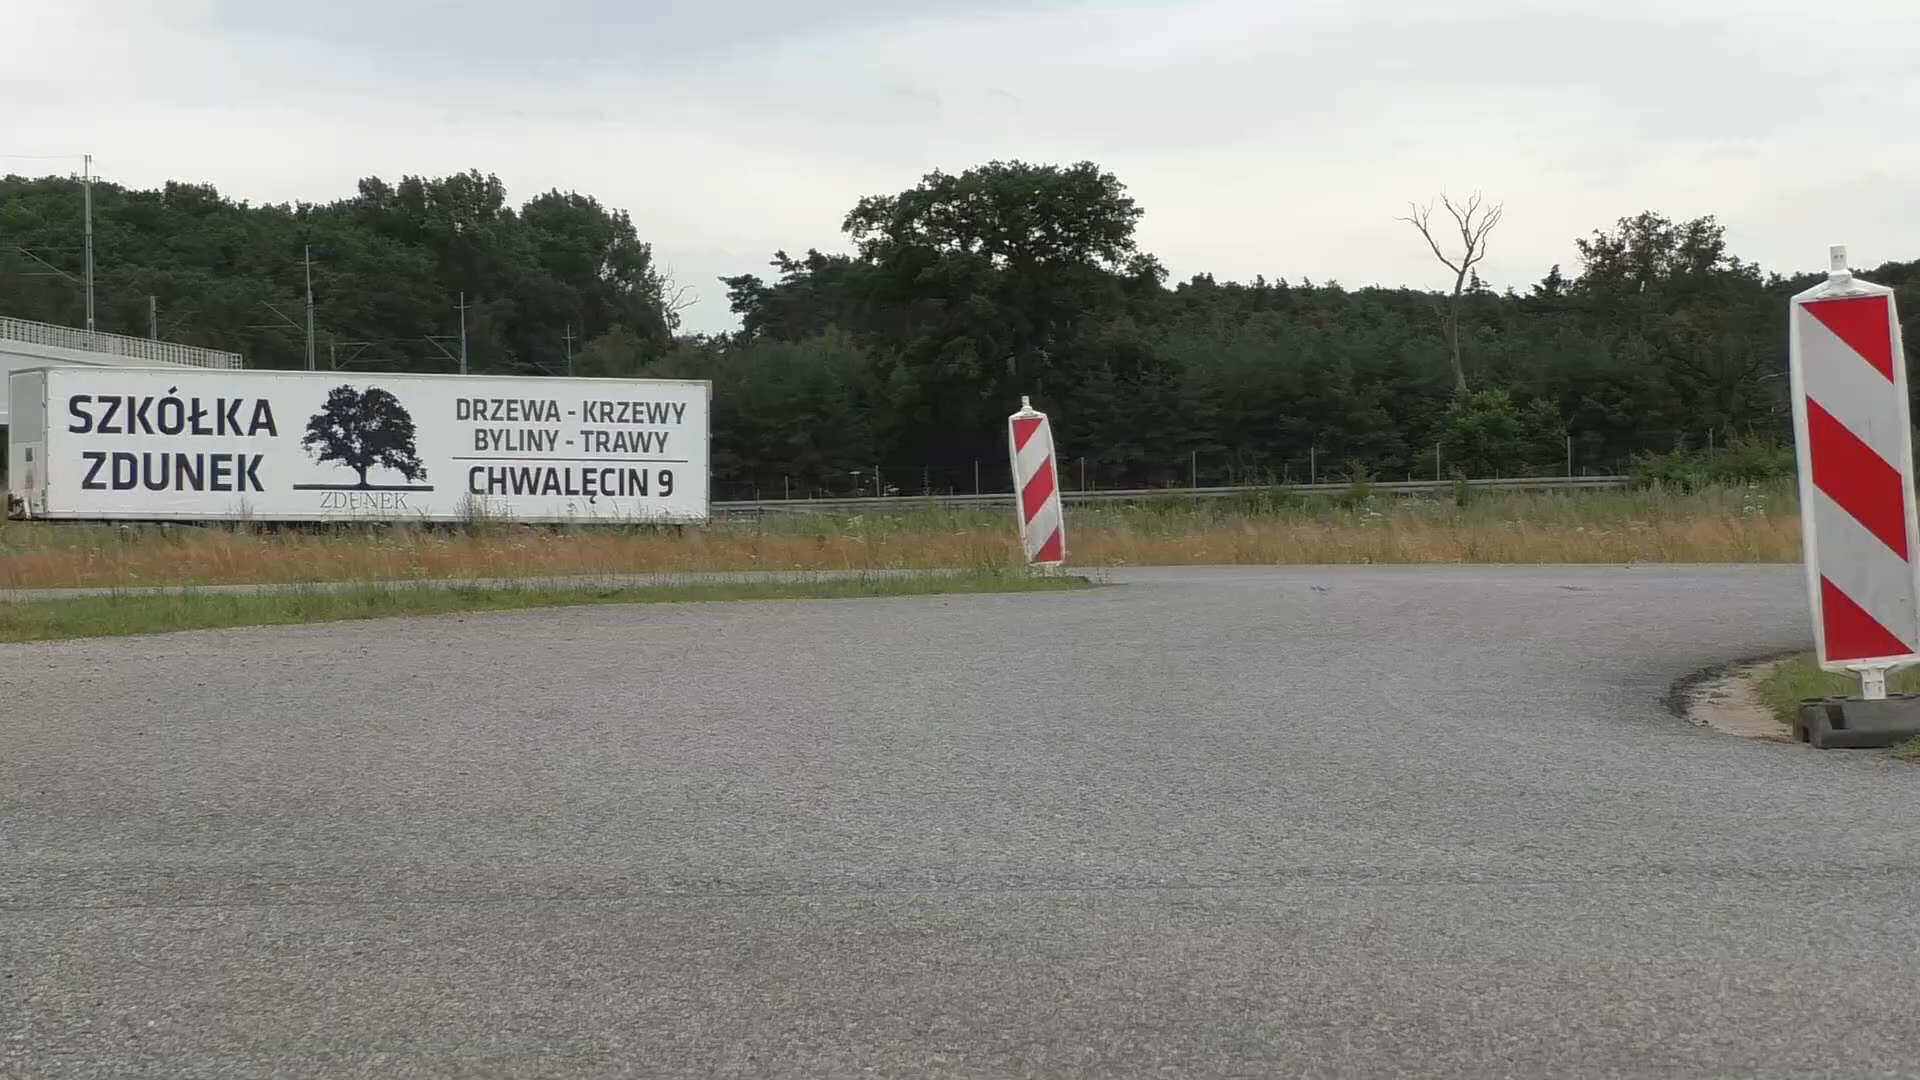 SZKÓŁKA
ZDUNEK
ZDUNEK
DRZEWA - KRZEWY
BYLINY - TRAWY
CHWALĘCIN 9